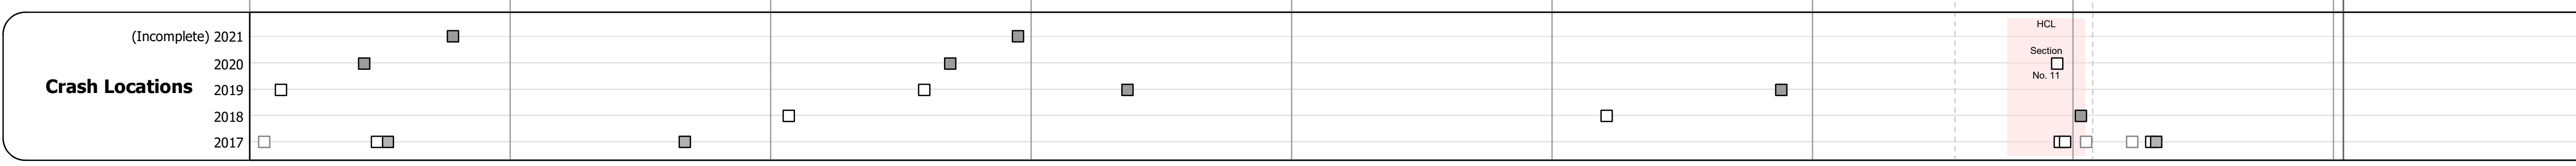 Crash Locations
(Incomplete) 2021
2020
2019
2018
2017
HCL
Section
No. 11